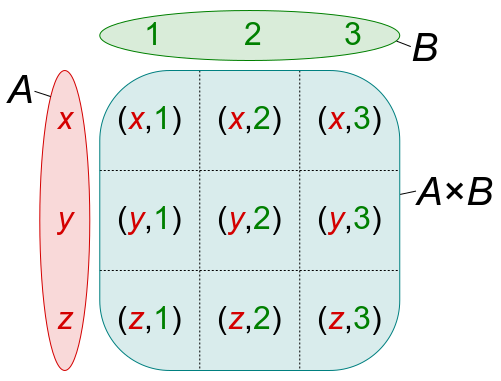 1 2 3
B
A
x (x,1) (x,2) (x,3)
A×B
y (y,1) (y,2) (y,3)
z (z,1) (z,2) (z,3)